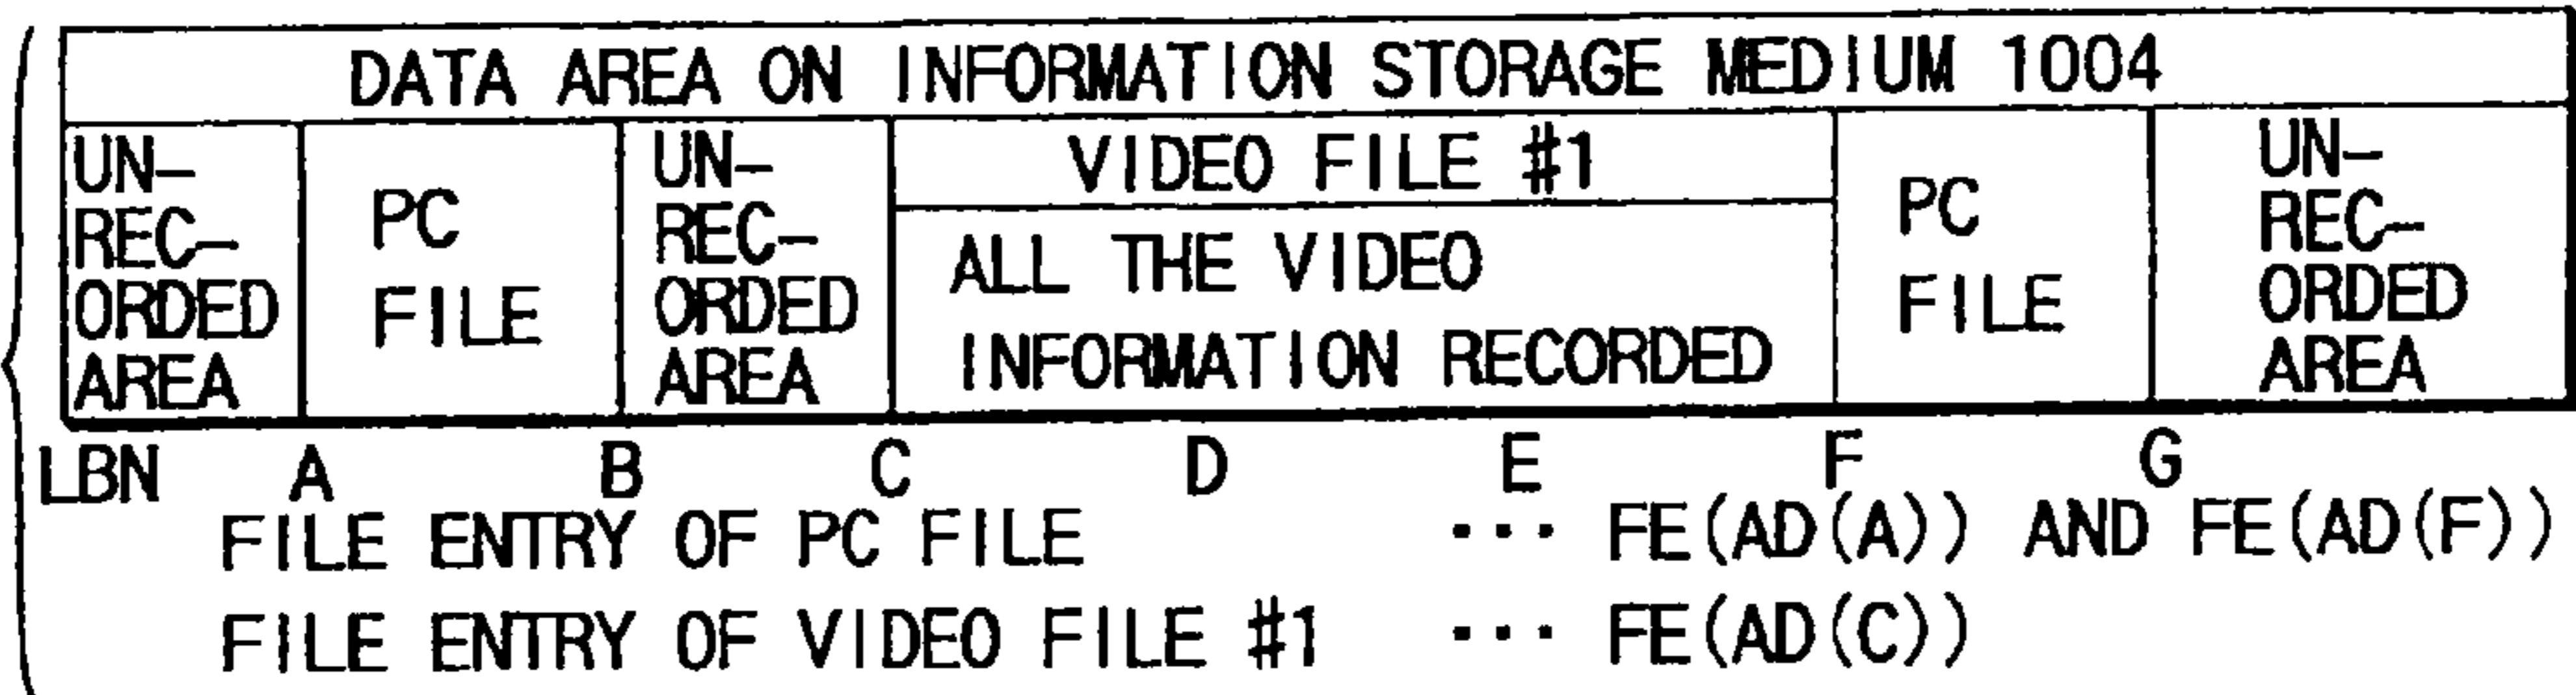 DATA AREA ON INFORMATION STORAGE MEDIUM 1004
UN-
REC-
ORDED
AREA
PC
FILE
UN-
REC-
ORDED
AREA
VIDEO FILE #1
ALL THE VIDEO
INFORMATION RECORDED
PC
FILE
UN-
REC-
ORDED
AREA
LBN A B C D E F G
FILE ENTRY OF PC FILE ··· FE(AD(A)) AND FE(AD(F))
FILE ENTRY OF VIDEO FILE #1 ··· FE(AD(C))